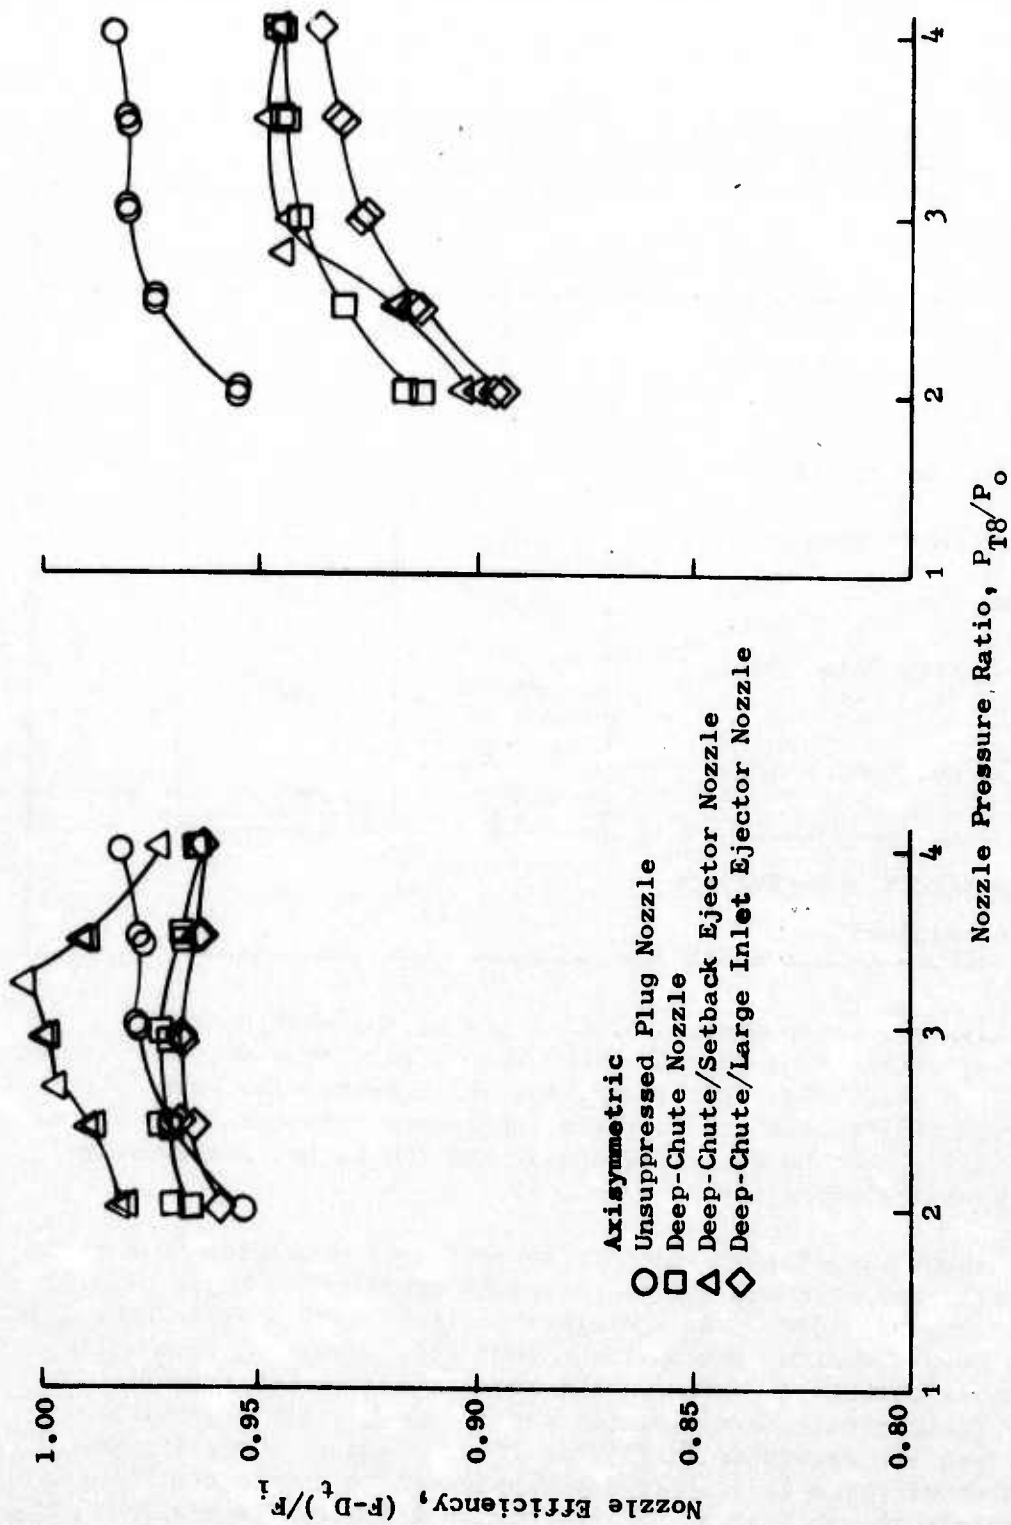 Nozzle Efficiency, (F-D_t)/F_i
1.00
0.95
0.90
0.85
0.80
1
2
3
4
1
2
3
4
Axisymmetric
Unsuppressed Plug Nozzle
Deep-Chute Nozzle
Deep-Chute/Setback Ejector Nozzle
Deep-Chute/Large Inlet Ejector Nozzle
Nozzle Pressure Ratio, P_T8/P_o